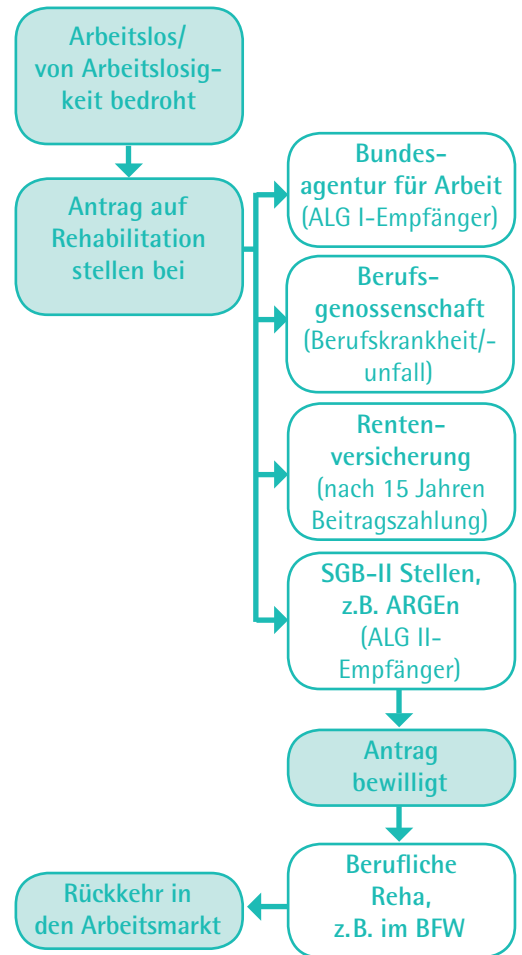 Arbeitslos/
von Arbeitslosig-
keit bedroht
Antrag auf
Rehabilitation
stellen bei
Bundes-
agentur für Arbeit
(ALG I-Empfänger)
Berufs-
genossenschaft
(Berufskrankheit/-
unfall)
Renten-
versicherung
(nach 15 Jahren
Beitragszahlung)
SGB-II Stellen,
z.B. ARGEn
(ALG II-
Empfänger)
Antrag
bewilligt
Berufliche
Reha,
z.B. im BFW
Rückkehr in
den Arbeitsmarkt